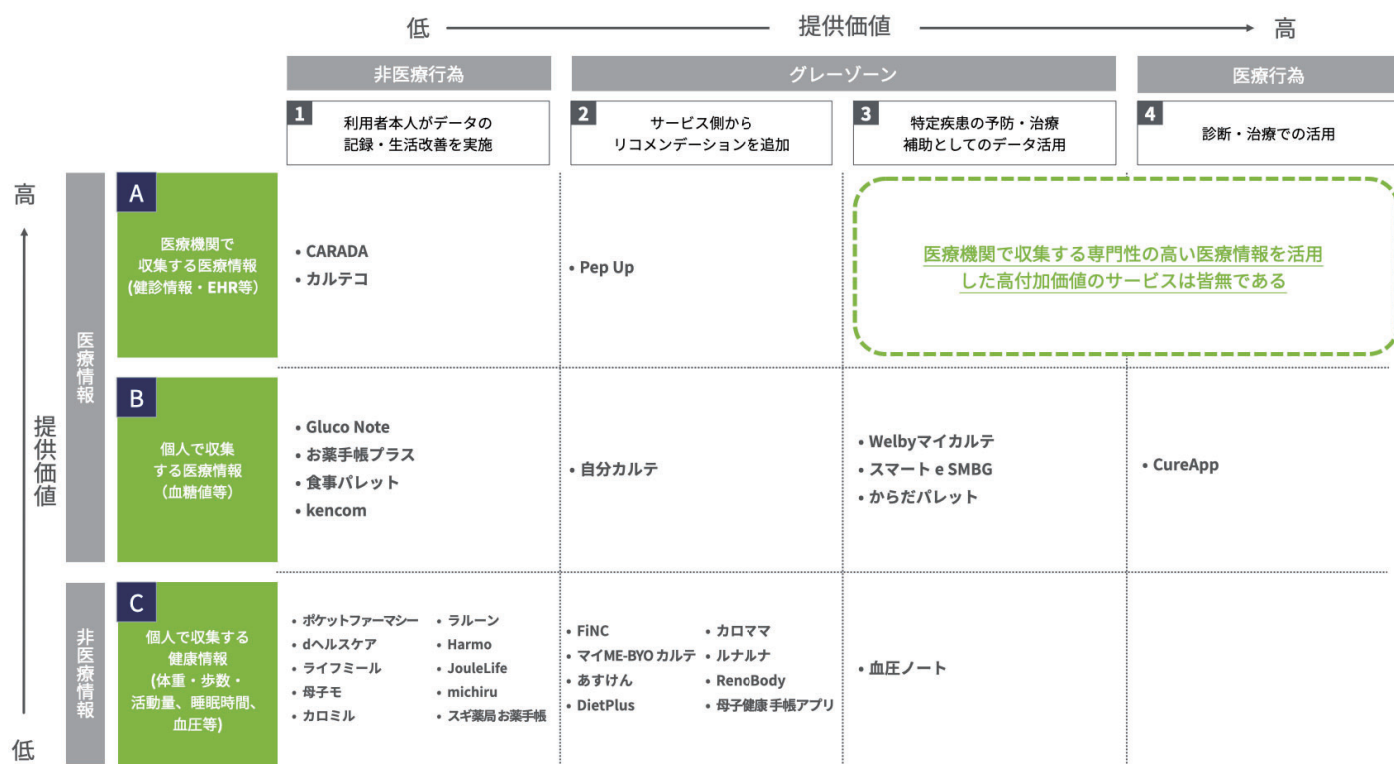 低
提供価値
高
非医療行為
グレーゾーン
医療行為
1
利用者本人がデータの
記録・生活改善を実施
2
サービス側から
リコメンデーションを追加
3
特定疾患の予防・治療
補助としてのデータ活用
4
診断・治療での活用
高
提供価値
低
医療情報
非医療情報
A
医療機関で
収集する医療情報
(健診情報・EHR等）
• CARADA
• カルテコ
• Pep Up
医療機関で収集する専門性の高い医療情報を活用
した高付加価値のサービスは皆無である
B
個人で収集
する医療情報
（血糖値等）
• Gluco Note
• お薬手帳プラス
• 食事パレット
• kencom
• 自分カルテ
• Welbyマイカルテ
• スマート e SMBG
• からだパレット
• CureApp
C
個人で収集する
健康情報
(体重・歩数・
活動量、睡眠時間、
血圧等)
• ポケットファーマシー
• dヘルスケア
• ライフミール
• 母子モ
• カロミル
• ラルーン
• Harmo
• JouleLife
• michiru
• スギ薬局 お薬手帳
• FiNC
• マイME-BYO カルテ
• あすけん
• DietPlus
• カロママ
• ルナルナ
• RenoBody
• 母子健康 手帳アプリ
• 血圧ノート